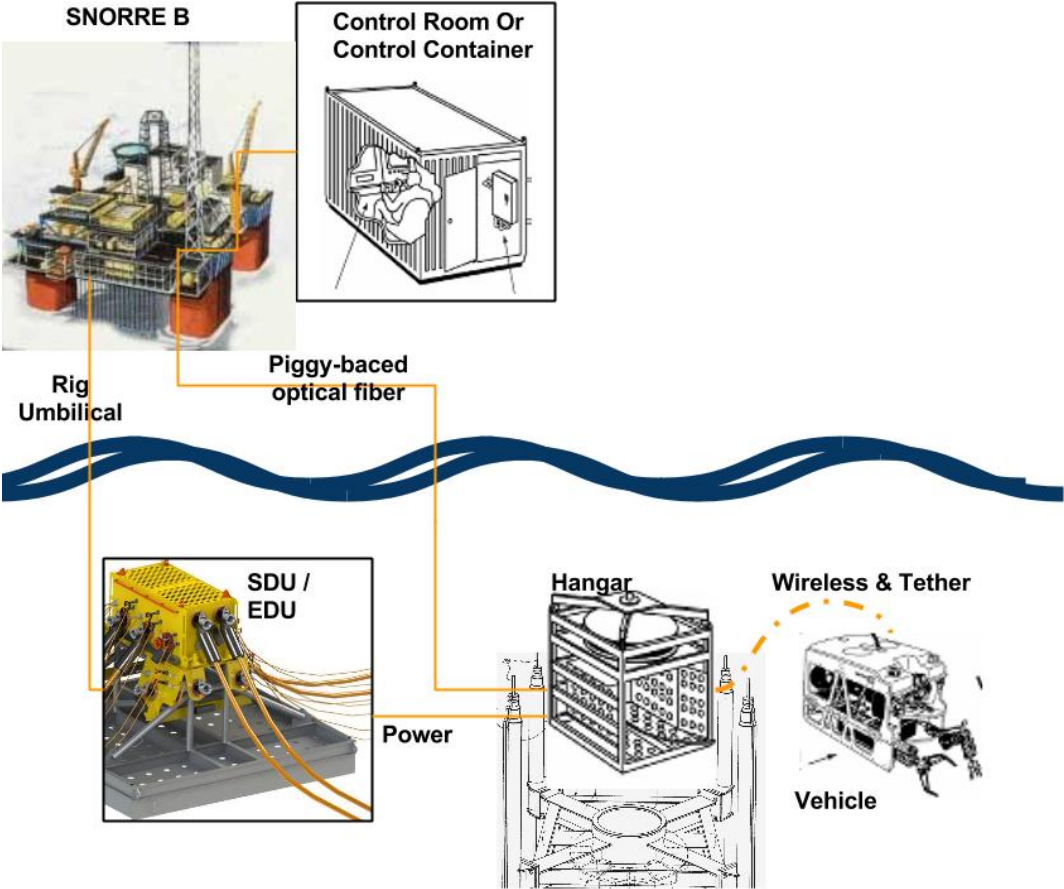 SNORRE B
Control Room Or
Control Container
Piggy-baced
optical fiber
Rig
Umbilical
SDU /
EDU
Hangar
Wireless & Tether
Power
Vehicle